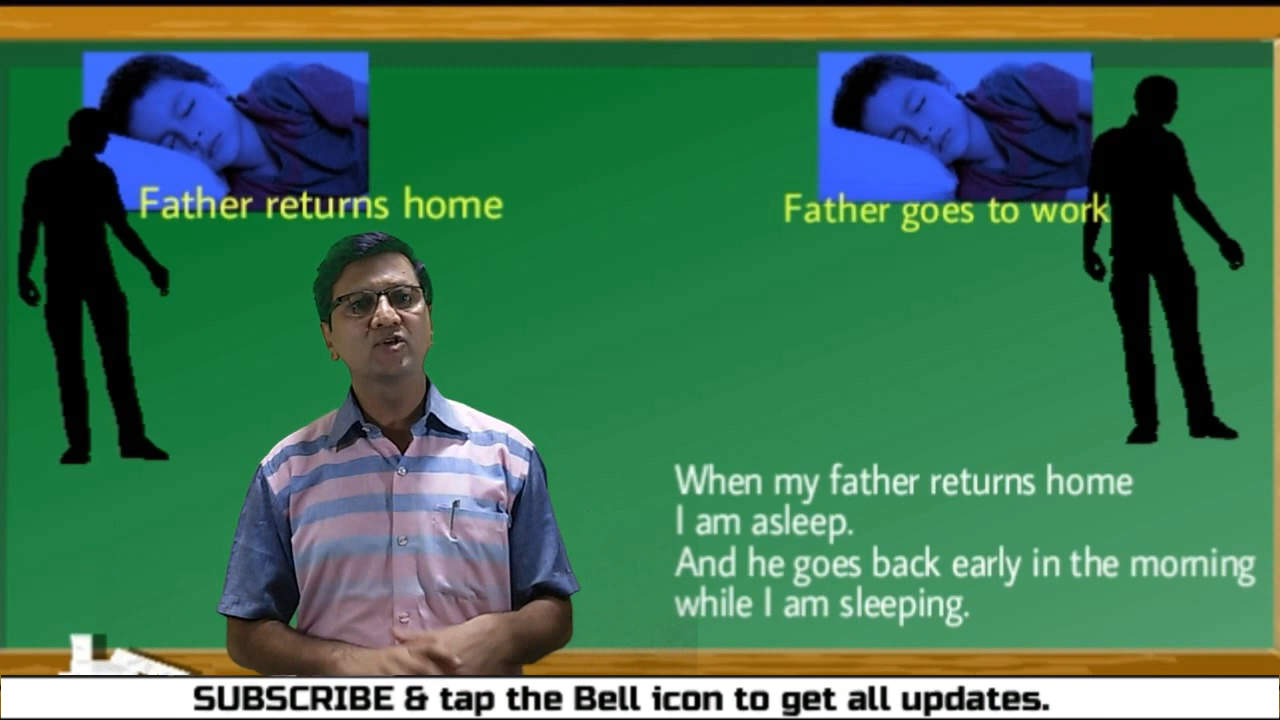 Father returns home
Father goes to work
When my father returns home
I am asleep.
And he goes back early in the morning
while I am sleeping.
SUBSCRIBE & tap the Bell icon to get all updates.